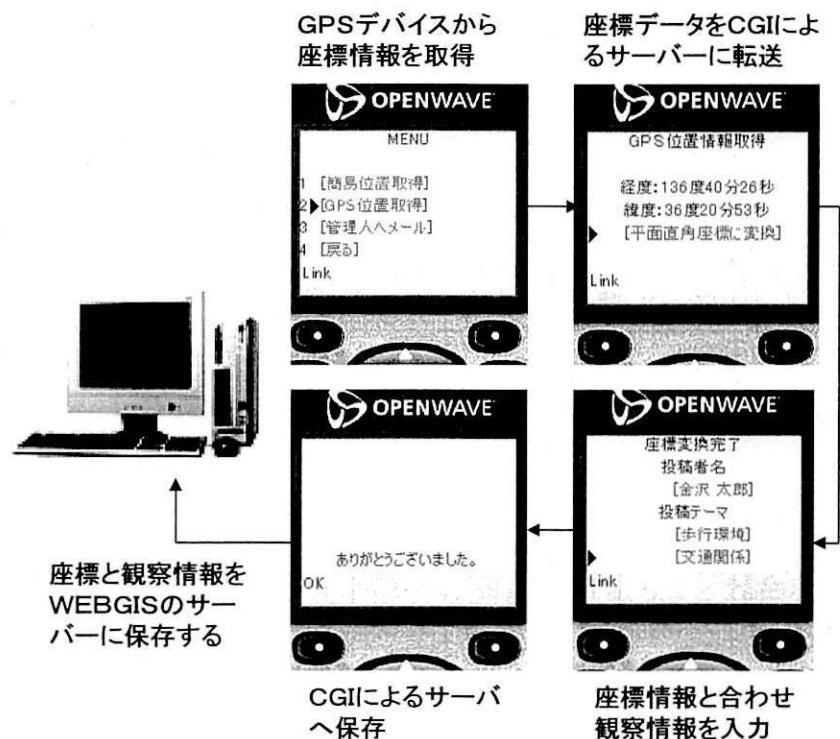 GPSデバイスから
座標情報を取得
座標データをCGIによ
るサーバーに転送
OPENWAVE
MENU
1 [簡易位置取得]
2 [GPS位置取得]
3 [管理人へメール]
4 [戻る]
Link
OPENWAVE
GPS位置情報取得
経度:136度40分26秒
緯度:36度20分53秒
[平面直角座標に変換]
Link
OPENWAVE
座標変換完了
投稿者名
[金沢 太郎]
投稿テーマ
[歩行環境]
[交通関係]
Link
OPENWAVE
ありがとうございました。
OK
座標と観察情報を
WEBGISのサー
バーに保存する
CGIによるサーバ
へ保存
座標情報と合わせ
観察情報を入力